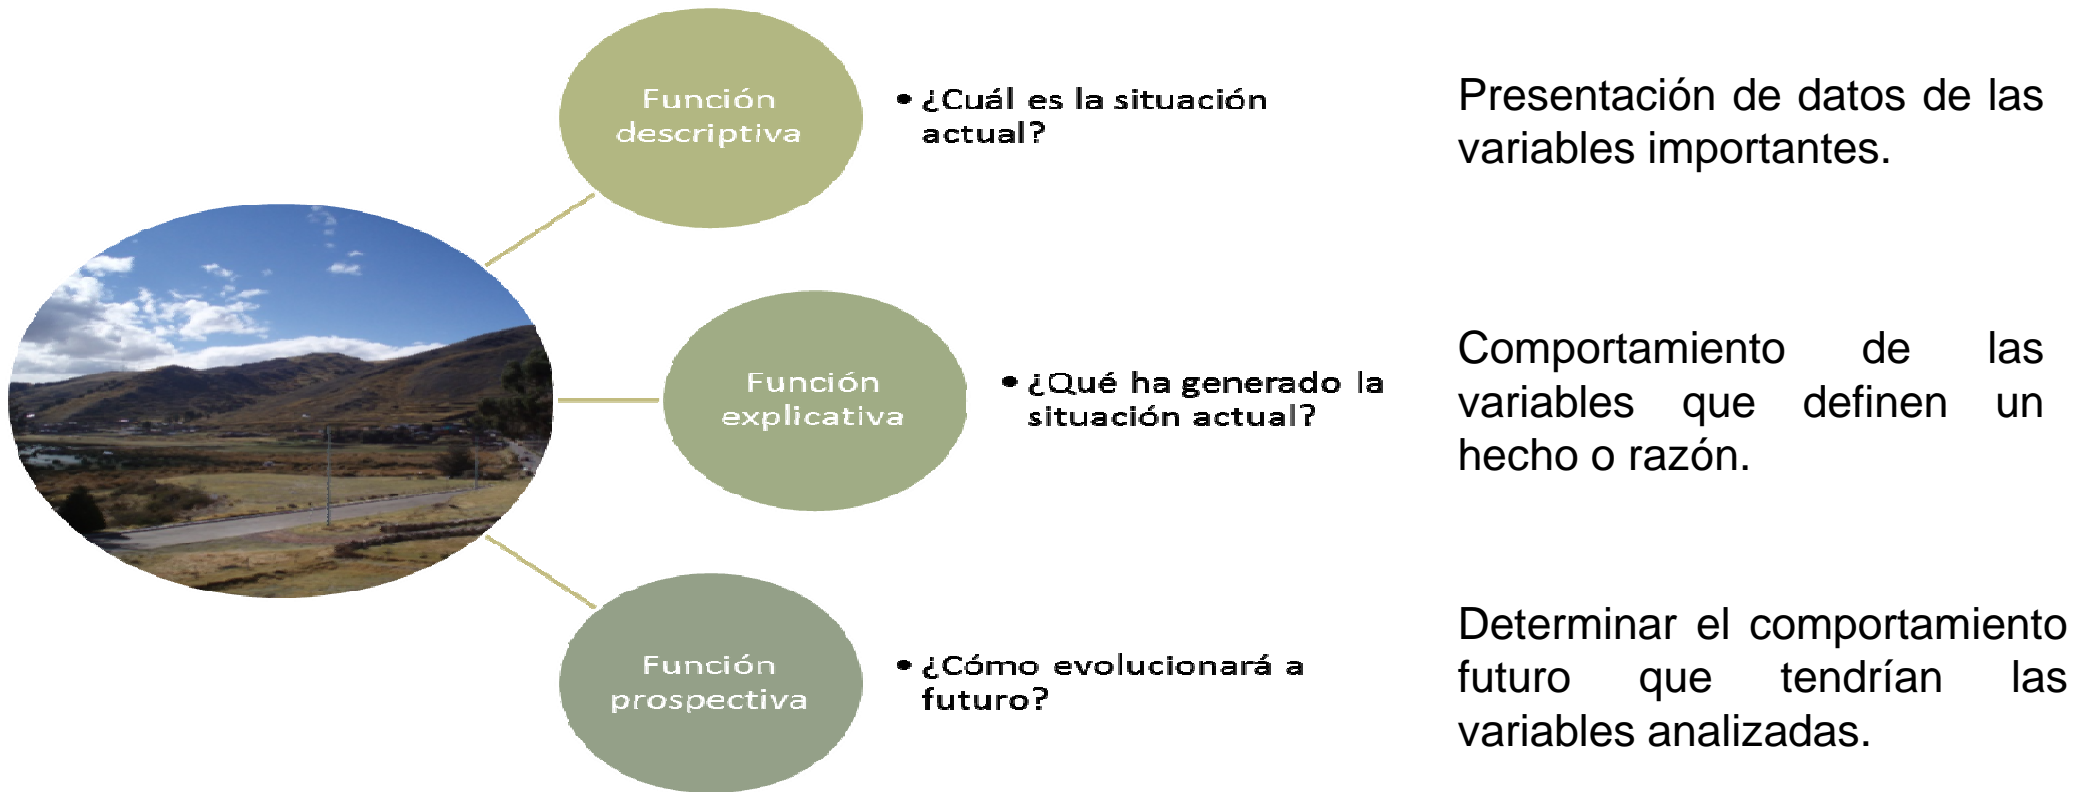 Función
descriptiva
• ¿Cuál es la situación
actual?
Presentación de datos de las
variables importantes.
Función
explicativa
• ¿Qué ha generado la
situación actual?
Comportamiento de las
variables que definen un
hecho o razón.
Función
prospectiva
• ¿Cómo evolucionará a
futuro?
Determinar el comportamiento
futuro que tendrían las
variables analizadas.